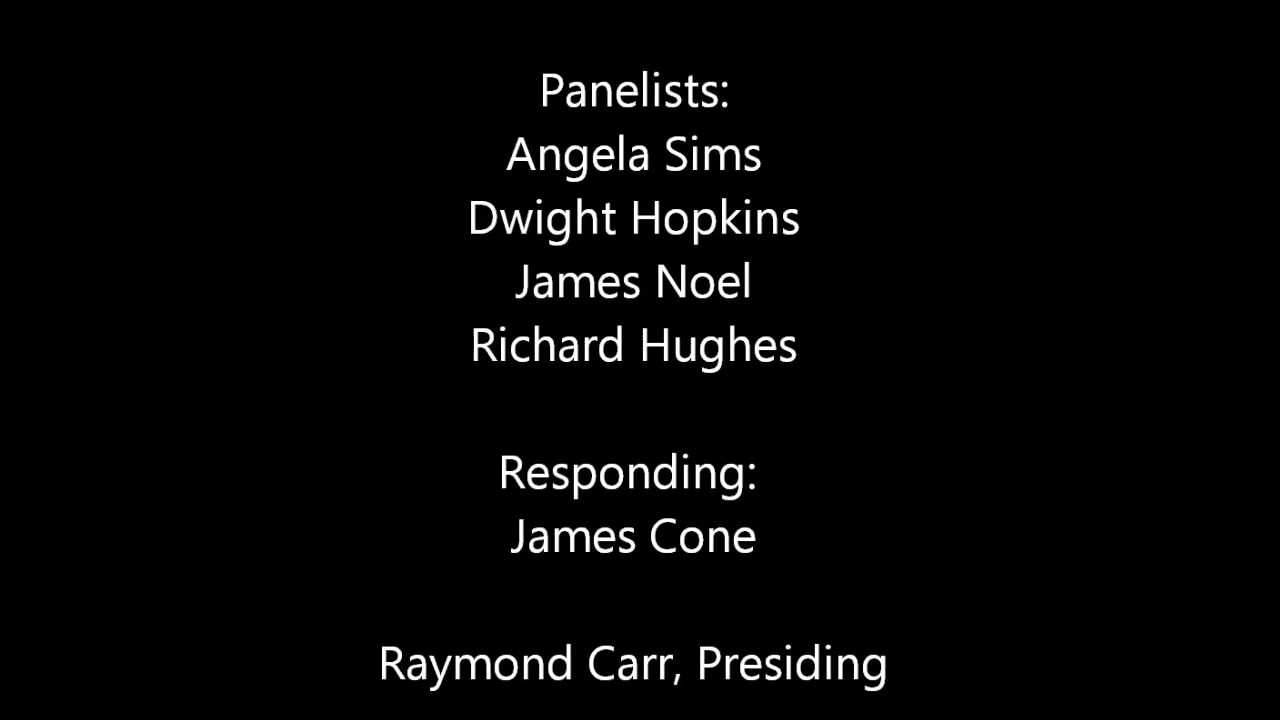 Panelists:
Angela Sims
Dwight Hopkins
James Noel
Richard Hughes
Responding:
James Cone
Raymond Carr, Presiding